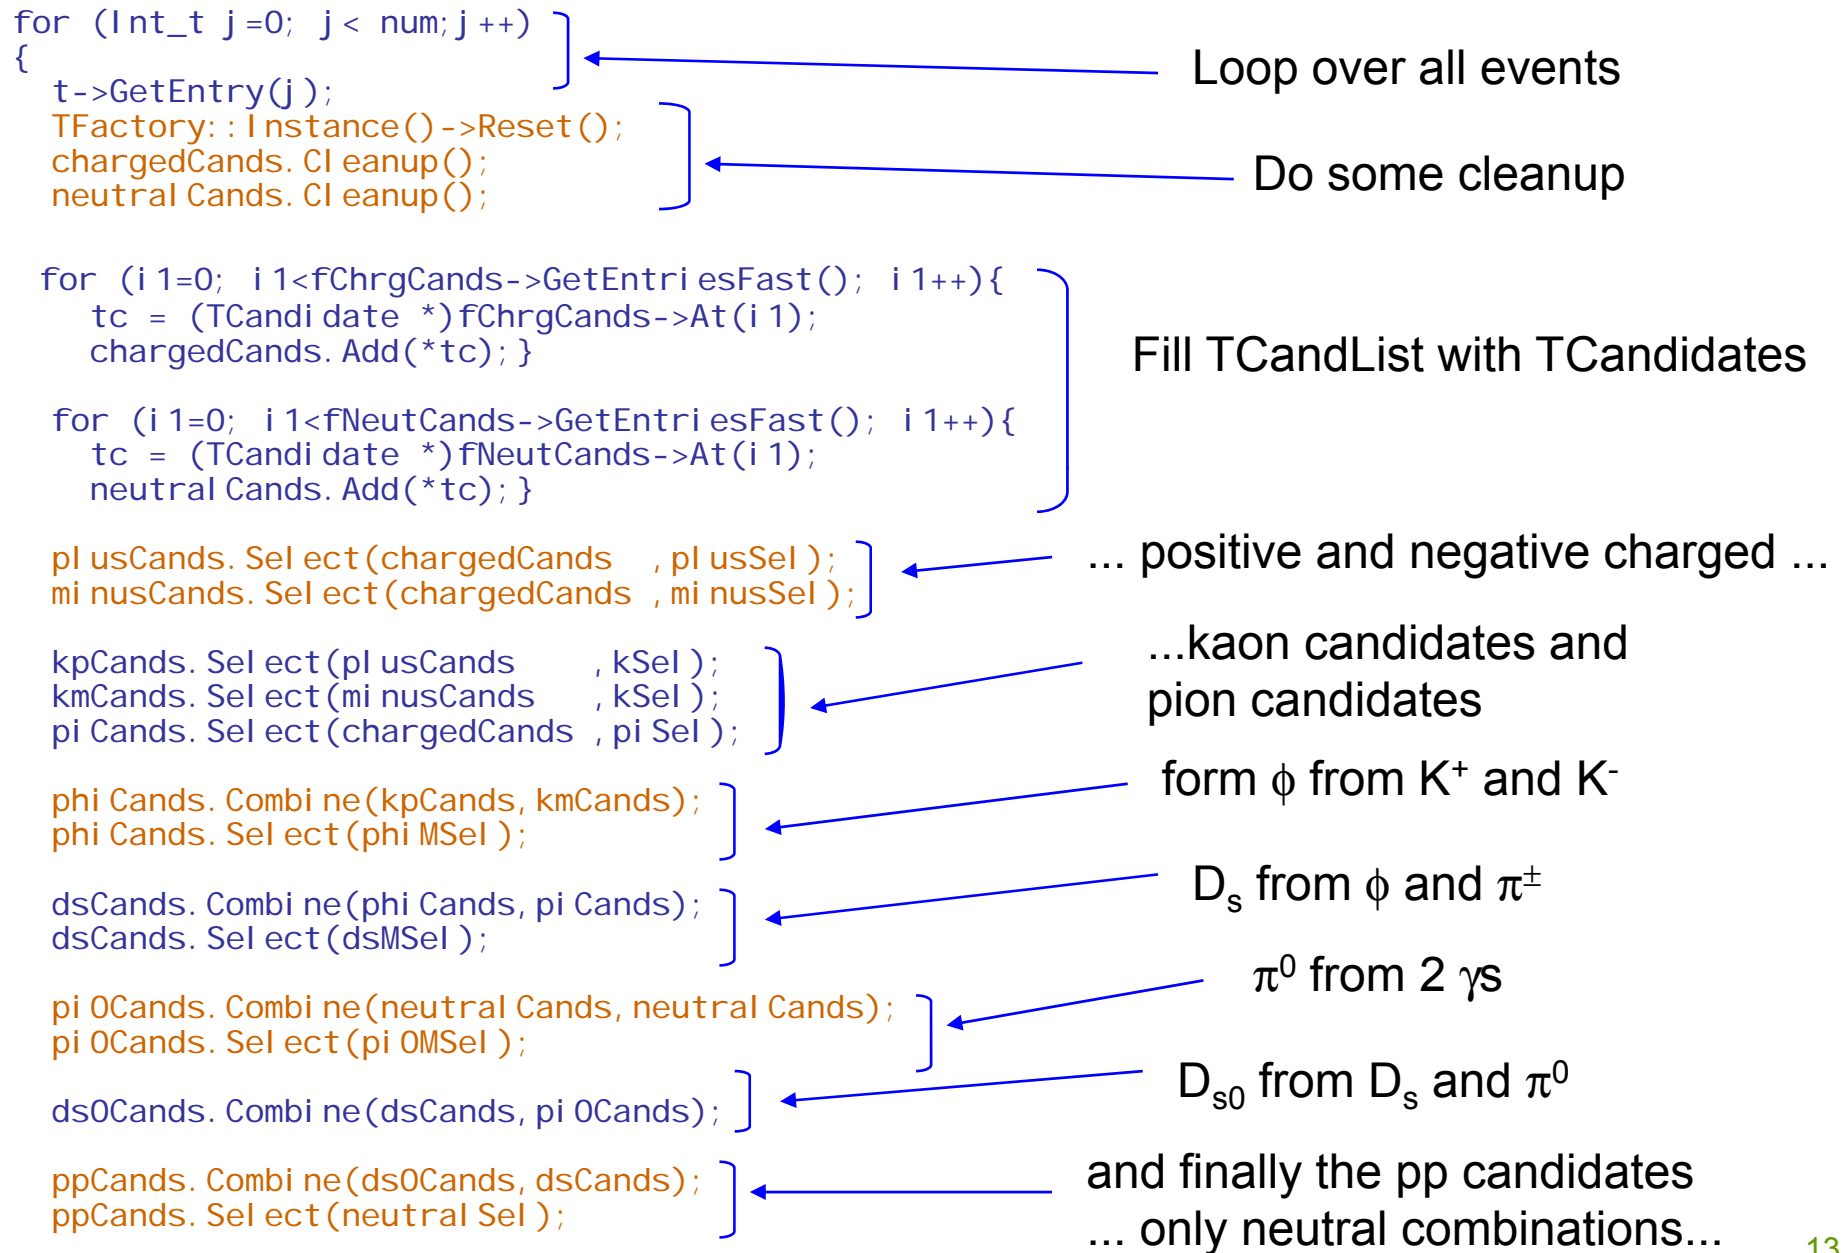 for (Int_t j=0; j< num;j++)
{
t->GetEntry(j);
Loop over all events
TFactory::Instance()->Reset();
chargedCands.Cleanup();
neutralCands.Cleanup();
Do some cleanup
for (i1=0; i1<fChrgCands->GetEntriesFast(); i1++){
tc = (TCandidate *)fChrgCands->At(i1);
chargedCands.Add(*tc);}
for (i1=0; i1<fNeutCands->GetEntriesFast(); i1++){
tc = (TCandidate *)fNeutCands->At(i1);
neutralCands.Add(*tc);}
Fill TCandList with TCandidates
plusCands.Select(chargedCands ,plusSel);
minusCands.Select(chargedCands ,minusSel);
... positive and negative charged ...
kpCands.Select(plusCands ,kSel);
kmCands.Select(minusCands ,kSel);
piCands.Select(chargedCands ,piSel);
...kaon candidates and
pion candidates
phiCands.Combine(kpCands,kmCands);
phiCands.Select(phiMSel);
form ϕ from K⁺ and K⁻
dsCands.Combine(phiCands,piCands);
dsCands.Select(dsMSel);
Dₛ from ϕ and π±
pi0Cands.Combine(neutralCands,neutralCands);
pi0Cands.Select(pi0MSel);
π⁰ from 2 γs
ds0Cands.Combine(dsCands,pi0Cands);
Dₛ₀ from Dₛ and π⁰
ppCands.Combine(ds0Cands,dsCands);
ppCands.Select(neutralSel);
and finally the pp candidates
... only neutral combinations...
13